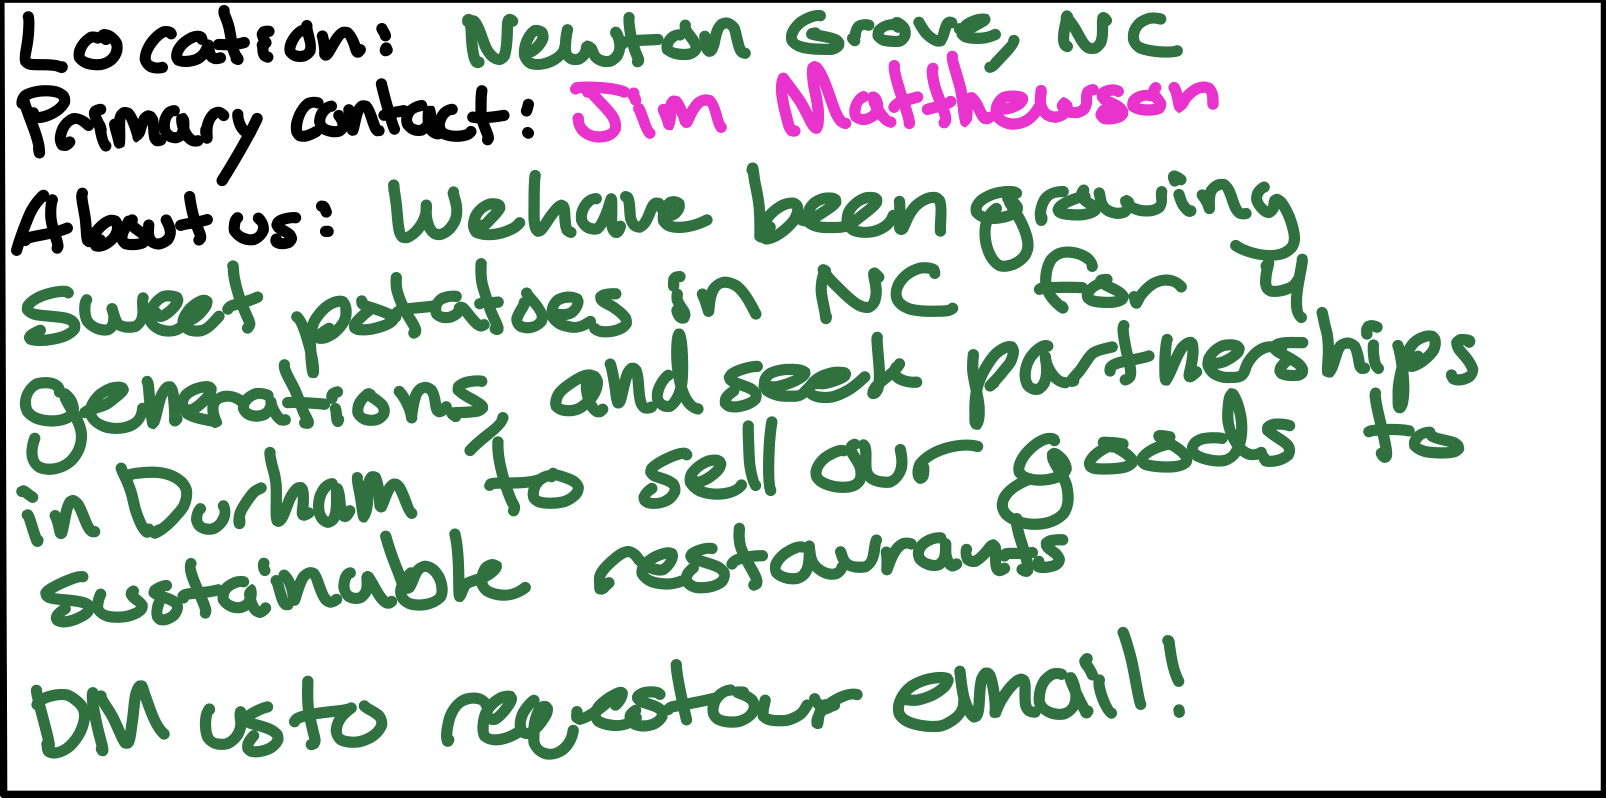 Location: Newton Grove, NC
Primary contact: Jim Matthewson
About us: We have been growing
sweet potatoes in NC for 4
generations, and seek partnerships
in Durham to sell our goods to
sustainable restaurants
DM us to request our email!